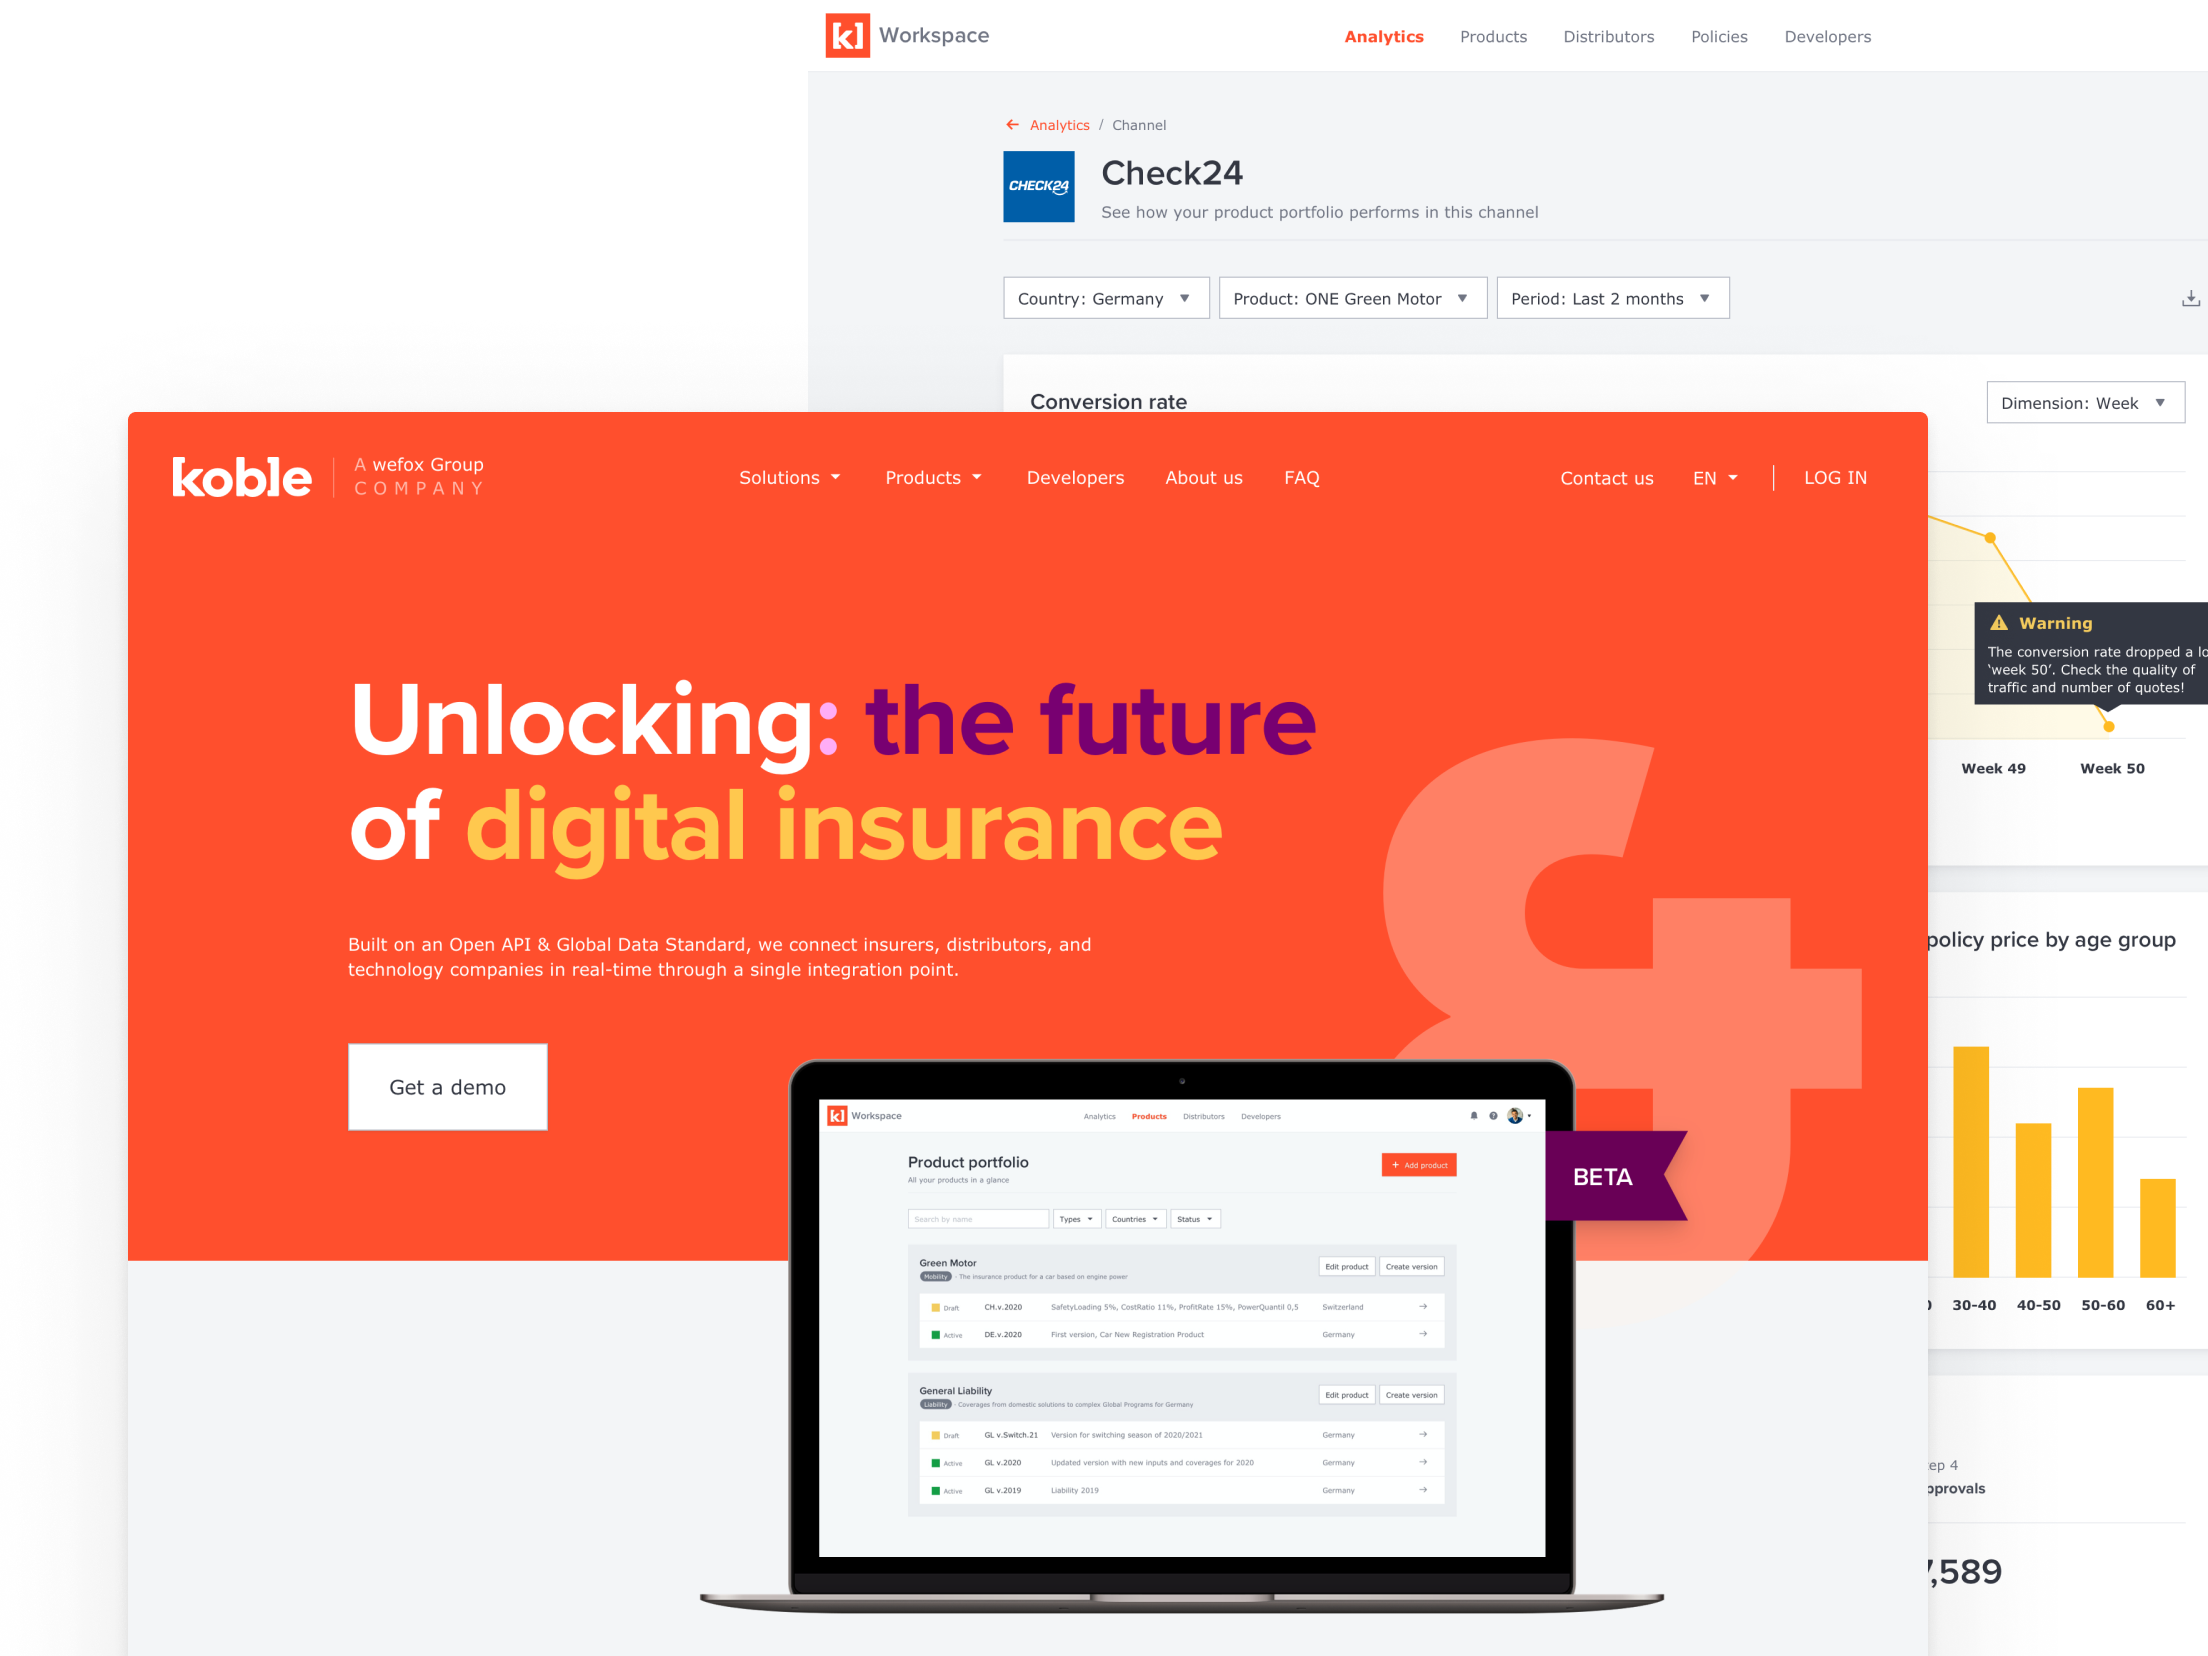 Workspace
Analytics Products Distributors Policies Developers
← Analytics / Channel
CHECK24
Check24
See how your product portfolio performs in this channel
Country: Germany
Product: ONE Green Motor
Period: Last 2 months
Conversion rate
Dimension: Week
koble
A wefox Group
COMPANY
Solutions Products Developers About us FAQ
Contact us EN LOG IN
Warning
The conversion rate dropped a
'week 50'. Check the quality of
traffic and number of quotes!
Week 49 Week 50
Unlocking: the future
of digital insurance
Built on an Open API & Global Data Standard, we connect insurers, distributors, and
technology companies in real-time through a single integration point.
Get a demo
policy price by age group
30-40 40-50 50-60 60+
Workspace
Analytics Products Distributors Developers
Product portfolio
All your products in a glance
+ Add product
BETA
Search by name
Types Countries Status
Green Motor
Mobility - The insurance product for a car based on engine power
Edit product Create version
Draft CH.v.2020 SafetyLoading 5%, CostRatio 11%, ProfitRate 15%, PowerQuantil 0,5 Switzerland →
Active DE.v.2020 First version, Car New Registration Product Germany →
General Liability
Liability - Coverages from domestic solutions to complex Global Programs for Germany
Edit product Create version
Draft GL v.Switch.21 Version for switching season of 2020/2021 Germany →
Active GL v.2020 Updated version with new inputs and coverages for 2020 Germany →
Active GL v.2019 Liability 2019 Germany →
4
,589